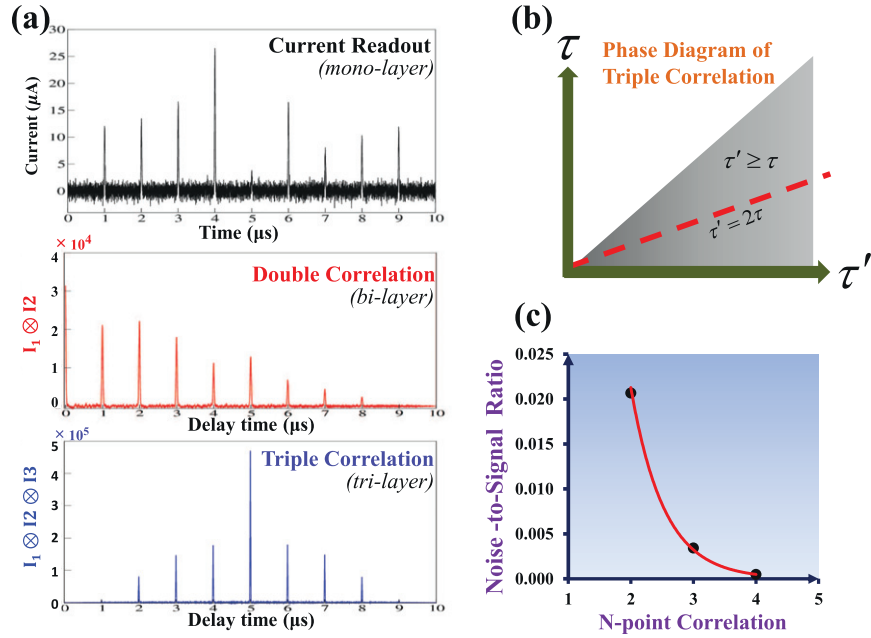 (a)
Current Readout
(mono-layer)
Current (μA)
30
25
20
15
10
5
0
0 1 2 3 4 5 6 7 8 9 10
Time (μs)
× 10⁴
Double Correlation
(bi-layer)
I₁ ⊗ I2
4
3
2
1
0
0 1 2 3 4 5 6 7 8 9 10
Delay time (μs)
× 10⁵
Triple Correlation
(tri-layer)
I₁ ⊗ I2 ⊗ I3
5
4
3
2
1
0
0 1 2 3 4 5 6 7 8 9 10
Delay time (μs)
(b)
τ
Phase Diagram of
Triple Correlation
τ′ ≥ τ
τ′ = 2τ
τ′
(c)
Noise -to-Signal Ratio
0.025
0.020
0.015
0.010
0.005
0.000
1 2 3 4 5
N-point Correlation